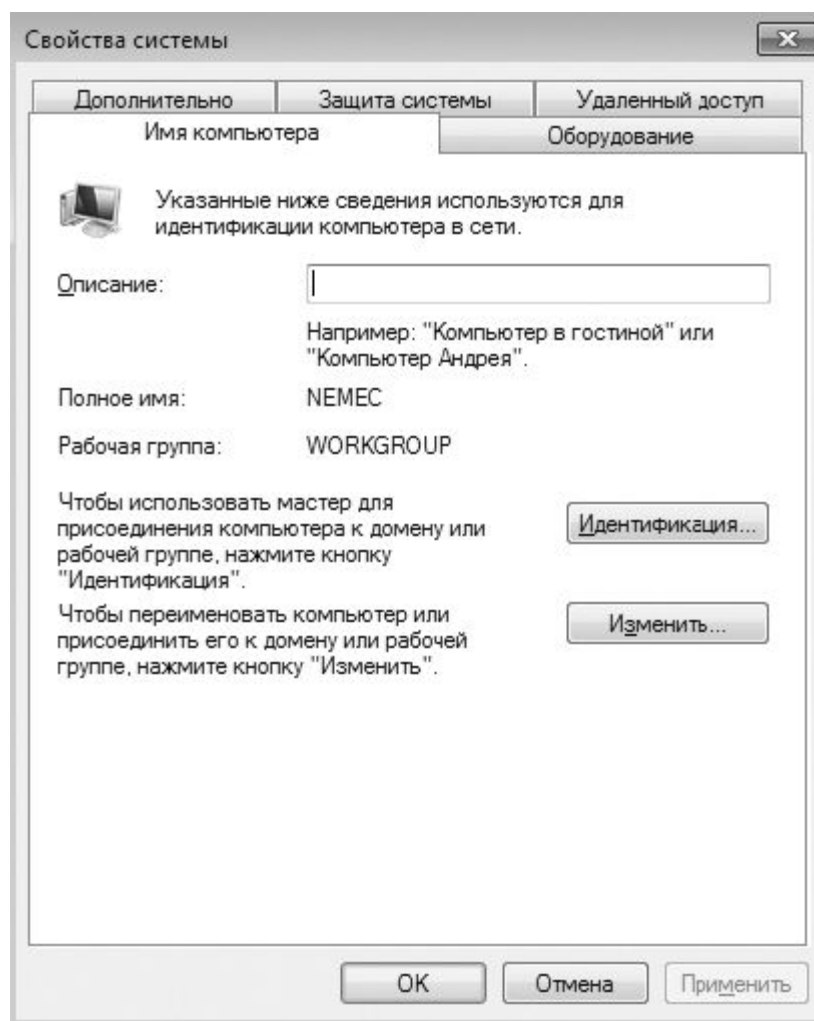 Свойства системы
Дополнительно
Защита системы
Удаленный доступ
Имя компьютера
Оборудование
Указанные ниже сведения используются для
идентификации компьютера в сети.
Описание:
Например: "Компьютер в гостиной" или
"Компьютер Андрея".
Полное имя:
NEMEC
Рабочая группа:
WORKGROUP
Чтобы использовать мастер для
присоединения компьютера к домену или
рабочей группе, нажмите кнопку
"Идентификация".
Идентификация...
Чтобы переименовать компьютер или
присоединить его к домену или рабочей
группе, нажмите кнопку "Изменить".
Изменить...
OK
Отмена
Применить